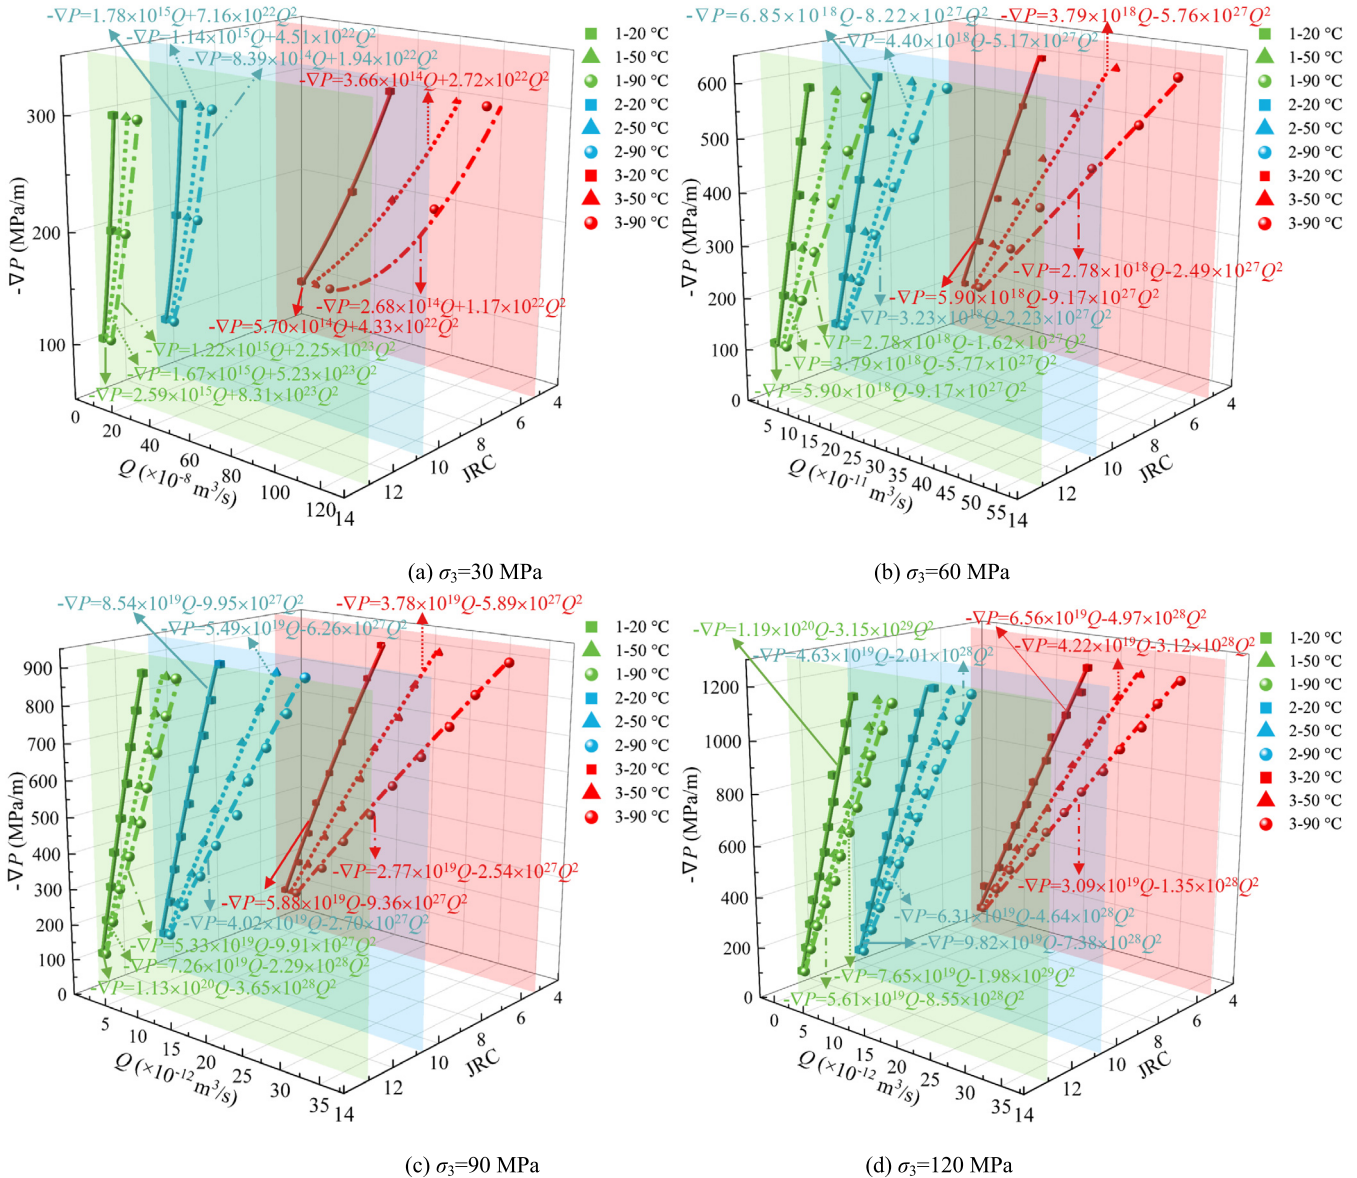 -∇P=1.78×10¹⁵Q+7.16×10²²Q²
-∇P=1.14×10¹⁵Q+4.51×10²²Q²
-∇P=8.39×10¹⁴Q+1.94×10²²Q²
-∇P=3.66×10¹⁴Q+2.72×10²²Q²
-∇P=2.68×10¹⁴Q+1.17×10²²Q²
-∇P=5.70×10¹⁴Q+4.33×10²²Q²
-∇P=1.22×10¹⁵Q+2.25×10²³Q²
-∇P=1.67×10¹⁵Q+5.23×10²³Q²
-∇P=2.59×10¹⁵Q+8.31×10²³Q²
-∇P (MPa/m)
300
200
100
0 20 40 60 80 100 120
Q (×10⁻⁸ m³/s)
14 12 10 8 6 4
JRC
1-20 °C
1-50 °C
1-90 °C
2-20 °C
2-50 °C
2-90 °C
3-20 °C
3-50 °C
3-90 °C
(a) σ₃=30 MPa
-∇P=6.85×10¹⁸Q-8.22×10²⁷Q²
-∇P=4.40×10¹⁸Q-5.17×10²⁷Q²
-∇P=3.79×10¹⁸Q-5.76×10²⁷Q²
-∇P=2.78×10¹⁸Q-2.49×10²⁷Q²
-∇P=5.90×10¹⁸Q-9.17×10²⁷Q²
-∇P=3.23×10¹⁸Q-2.23×10²⁷Q²
-∇P=2.78×10¹⁸Q-1.62×10²⁷Q²
-∇P=3.79×10¹⁸Q-5.77×10²⁷Q²
-∇P=5.90×10¹⁸Q-9.17×10²⁷Q²
-∇P (MPa/m)
600
500
400
300
200
100
0
5 10 15 20 25 30 35 40 45 50 55
Q (×10⁻¹¹ m³/s)
14 12 10 8 6 4
JRC
1-20 °C
1-50 °C
1-90 °C
2-20 °C
2-50 °C
2-90 °C
3-20 °C
3-50 °C
3-90 °C
(b) σ₃=60 MPa
-∇P=8.54×10¹⁹Q-9.95×10²⁷Q²
-∇P=5.49×10¹⁹Q-6.26×10²⁷Q²
-∇P=3.78×10¹⁹Q-5.89×10²⁷Q²
-∇P=2.77×10¹⁹Q-2.54×10²⁷Q²
-∇P=5.88×10¹⁹Q-9.36×10²⁷Q²
-∇P=4.02×10¹⁹Q-2.70×10²⁷Q²
-∇P=5.33×10¹⁹Q-9.91×10²⁷Q²
-∇P=7.26×10¹⁹Q-2.29×10²⁸Q²
-∇P=1.13×10²⁰Q-3.65×10²⁸Q²
-∇P (MPa/m)
900
800
700
600
500
400
300
200
100
0
5 10 15 20 25 30 35
Q (×10⁻¹² m³/s)
14 12 10 8 6 4
JRC
1-20 °C
1-50 °C
1-90 °C
2-20 °C
2-50 °C
2-90 °C
3-20 °C
3-50 °C
3-90 °C
(c) σ₃=90 MPa
-∇P=6.56×10¹⁹Q-4.97×10²⁸Q²
-∇P=1.19×10²⁰Q-3.15×10²⁹Q²
-∇P=4.22×10¹⁹Q-3.12×10²⁸Q²
-∇P=4.63×10¹⁹Q-2.01×10²⁸Q²
-∇P=3.09×10¹⁹Q-1.35×10²⁸Q²
-∇P=6.31×10¹⁹Q-4.64×10²⁸Q²
-∇P=9.82×10¹⁹Q-7.38×10²⁸Q²
-∇P=7.65×10¹⁹Q-1.98×10²⁹Q²
-∇P=5.61×10¹⁹Q-8.55×10²⁸Q²
-∇P (MPa/m)
1200
1000
800
600
400
200
0
0 5 10 15 20 25 30 35
Q (×10⁻¹² m³/s)
14 12 10 8 6 4
JRC
1-20 °C
1-50 °C
1-90 °C
2-20 °C
2-50 °C
2-90 °C
3-20 °C
3-50 °C
3-90 °C
(d) σ₃=120 MPa